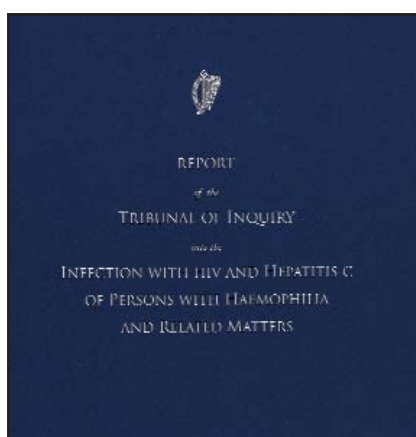 REPORT
of the
TRIBUNAL OF INQUIRY
into the
INFECTION WITH HIV AND HEPATITIS C
OF PERSONS WITH HAEMOPHILIA
AND RELATED MATTERS